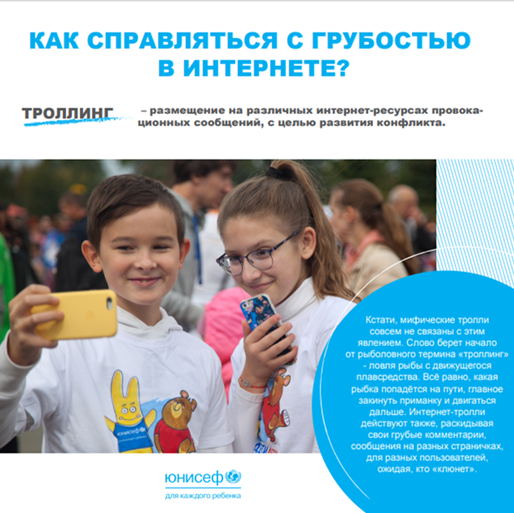 КАК СПРАВЛЯТЬСЯ С ГРУБОСТЬЮ
В ИНТЕРНЕТЕ?
ТРОЛЛИНГ – размещение на различных интернет-ресурсах провока-
ционных сообщений, с целью развития конфликта.
юнисеф
Кстати, мифические тролли
совсем не связаны с этим
явлением. Слово берет начало
от рыболовного термина «троллинг»
- ловля рыбы с движущегося
плавсредства. Всё равно, какая
рыбка попадётся на пути, главное
закинуть приманку и двигаться
дальше. Интернет-тролли
действуют также, раскидывая
свои грубые комментарии,
сообщения на разных страничках,
для разных пользователей,
ожидая, кто «клюнет».
юнисеф
для каждого ребенка